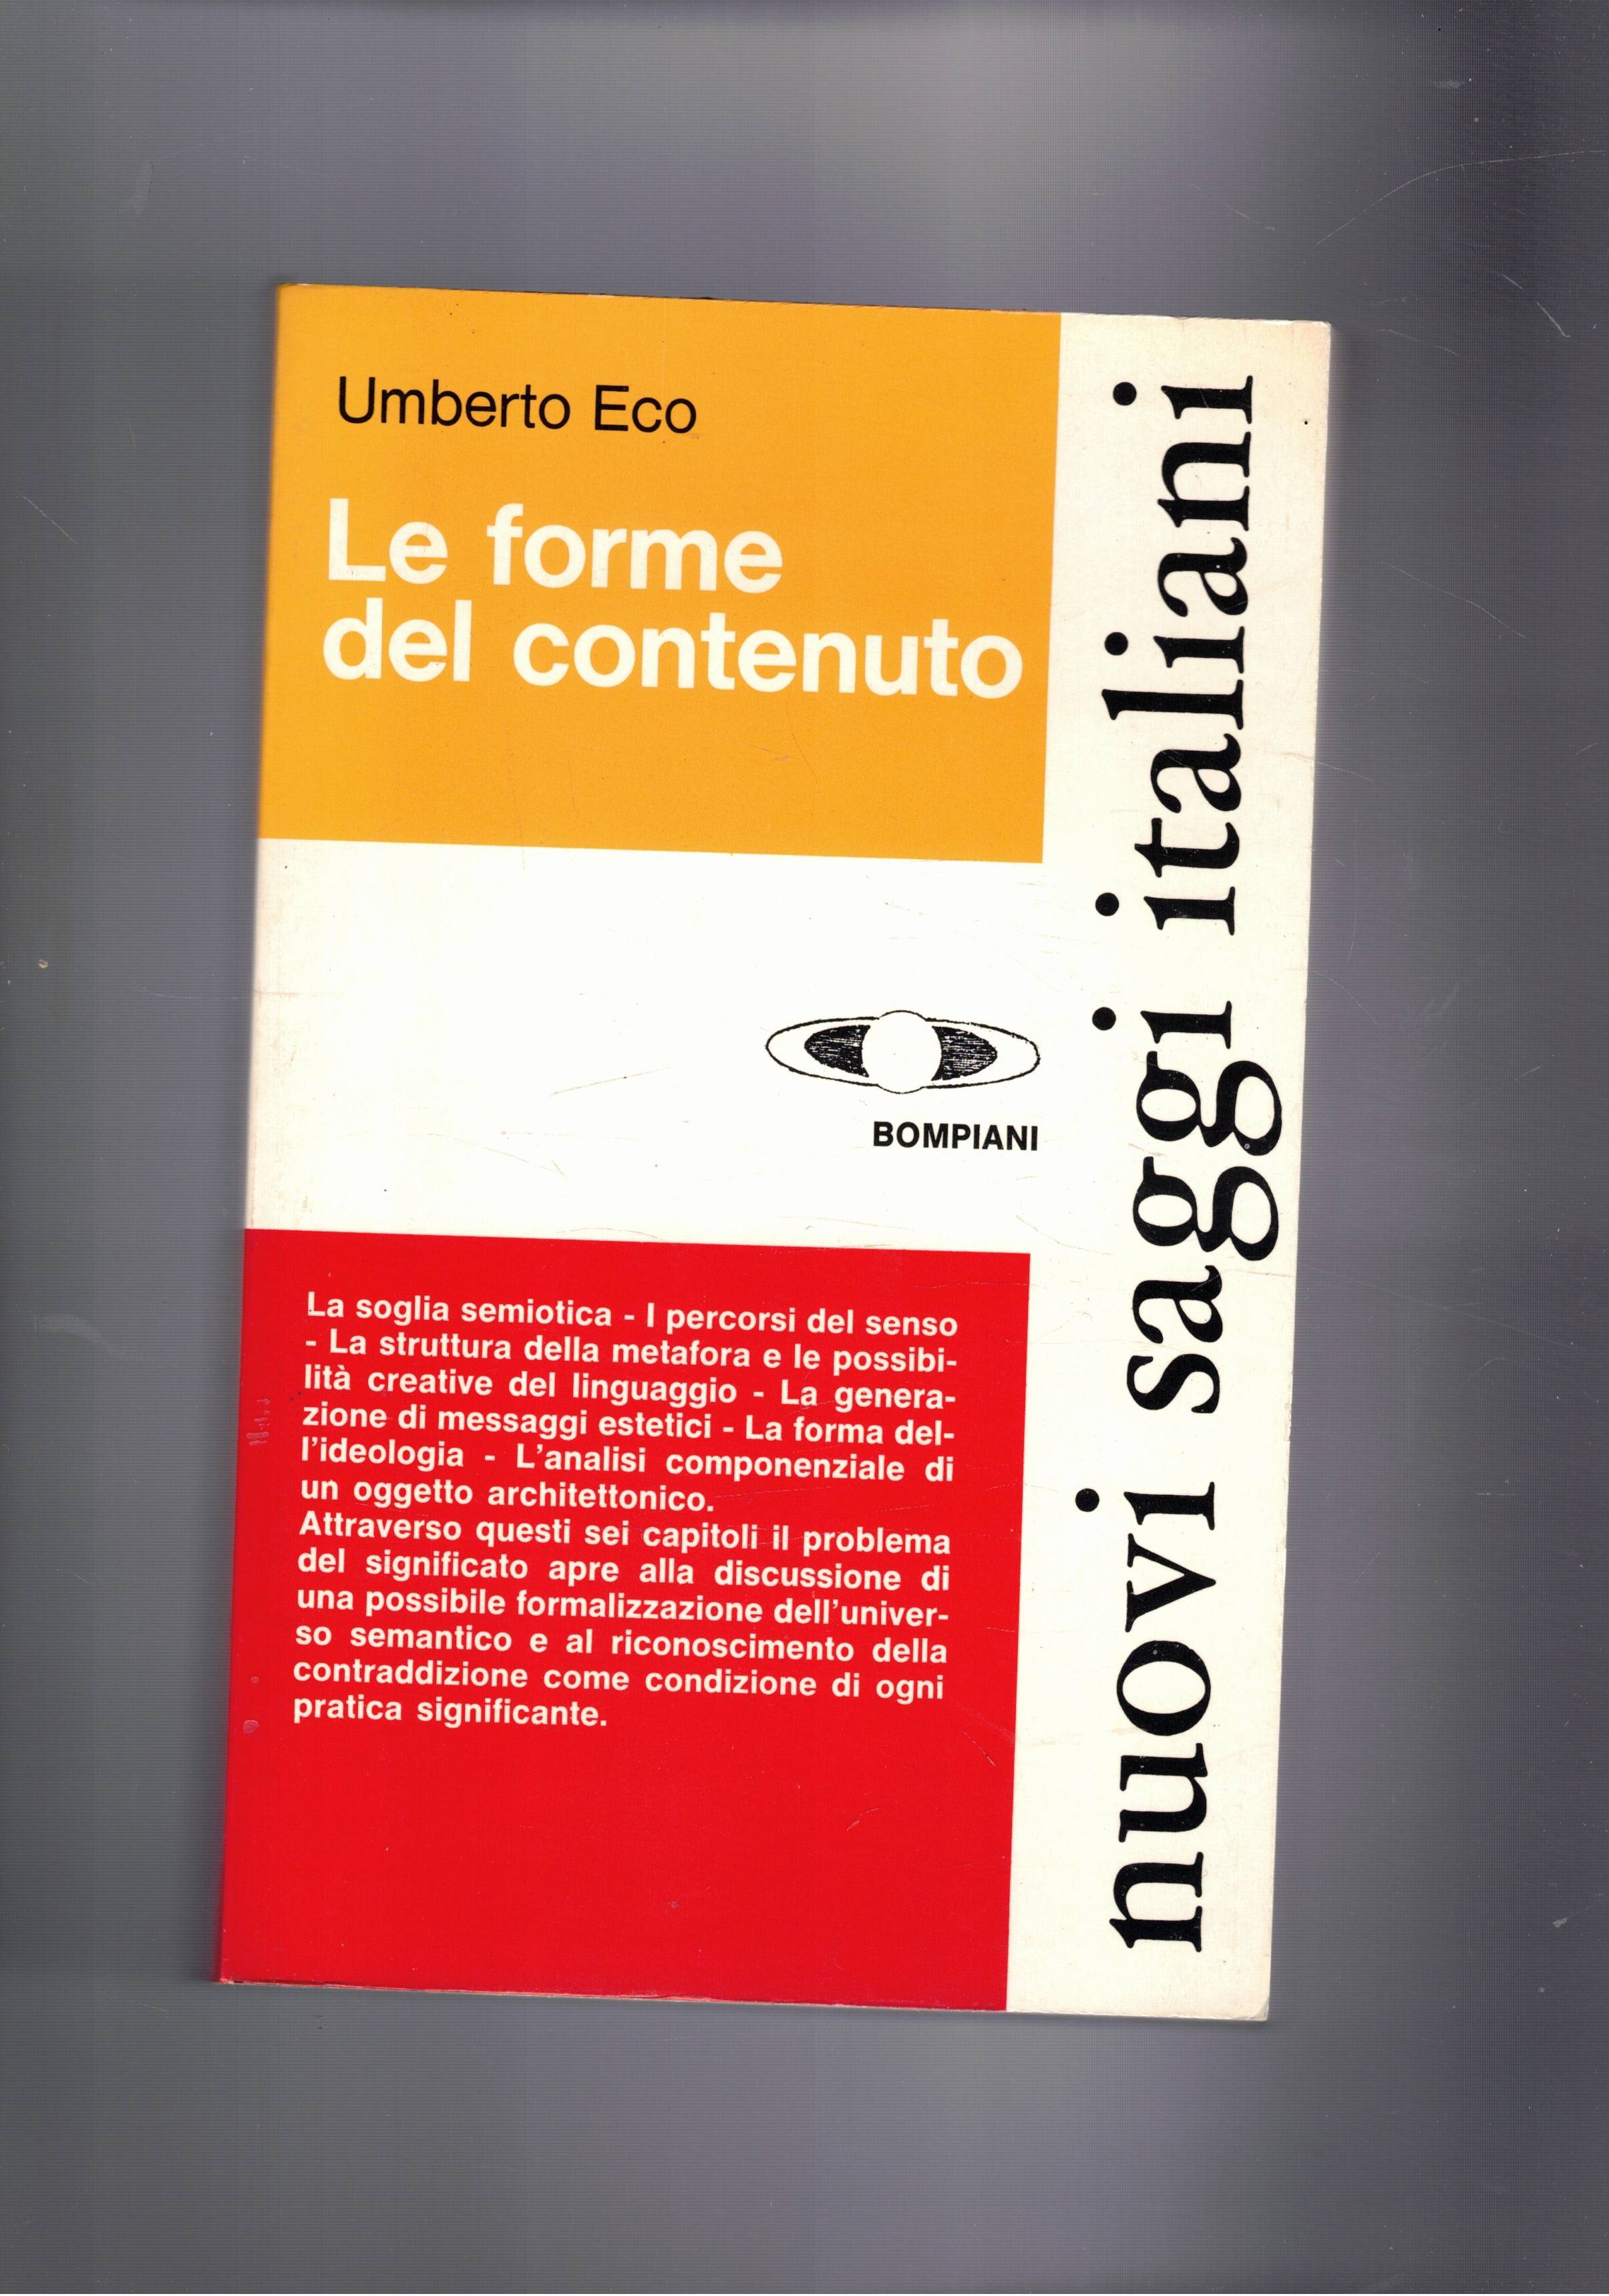 Umberto Eco
Le forme
del contenuto
BOMPIANI
La soglia semiotica - I percorsi del senso
- La struttura della metafora e le possibi-
lità creative del linguaggio - La genera-
zione di messaggi estetici - La forma del-
l'ideologia - L'analisi componenziale di
un oggetto architettonico.
Attraverso questi sei capitoli il problema
del significato apre alla discussione di
una possibile formalizzazione dell'univer-
so semantico e al riconoscimento della
contraddizione come condizione di ogni
pratica significante.
nuovi saggi italiani